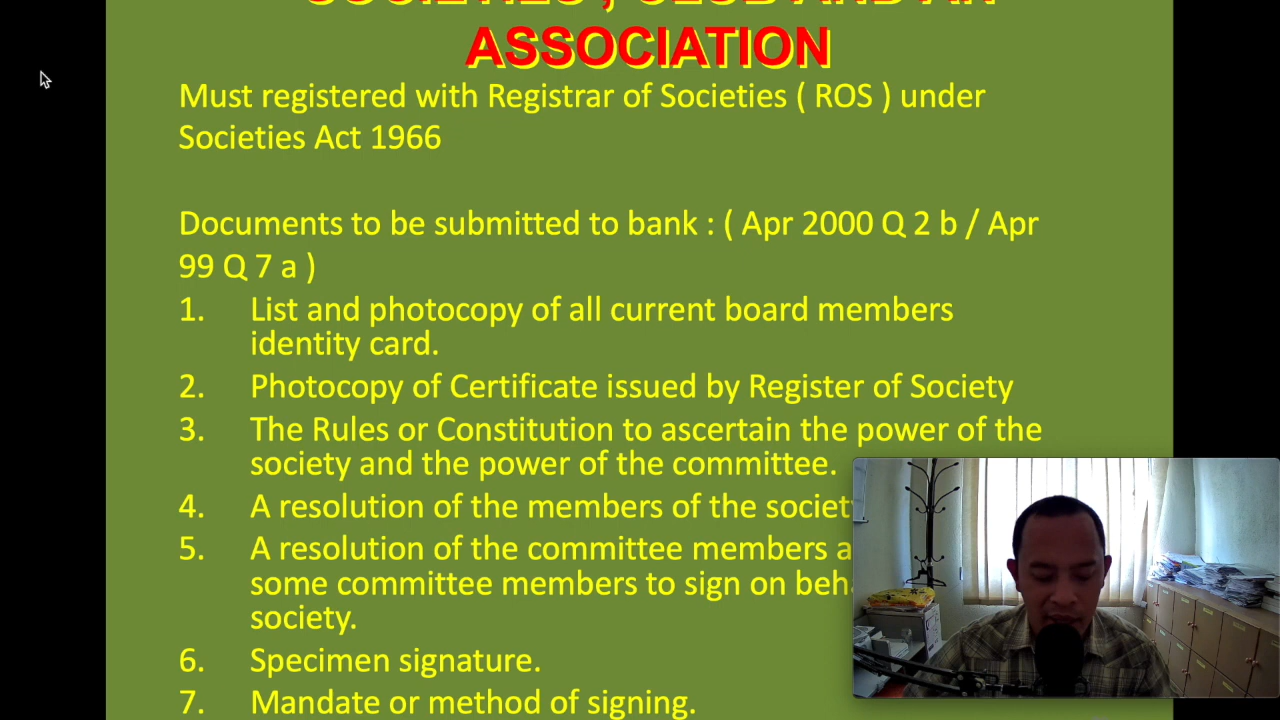 SOCIETIES , CLUB AND AN
ASSOCIATION
Must registered with Registrar of Societies ( ROS ) under
Societies Act 1966
Documents to be submitted to bank : ( Apr 2000 Q 2 b / Apr
99 Q 7 a )
1. List and photocopy of all current board members
identity card.
2. Photocopy of Certificate issued by Register of Society
3. The Rules or Constitution to ascertain the power of the
society and the power of the committee.
4. A resolution of the members of the
5. A resolution of the committee members
some committee members to sign on
society.
6. Specimen signature.
7. Mandate or method of signing.